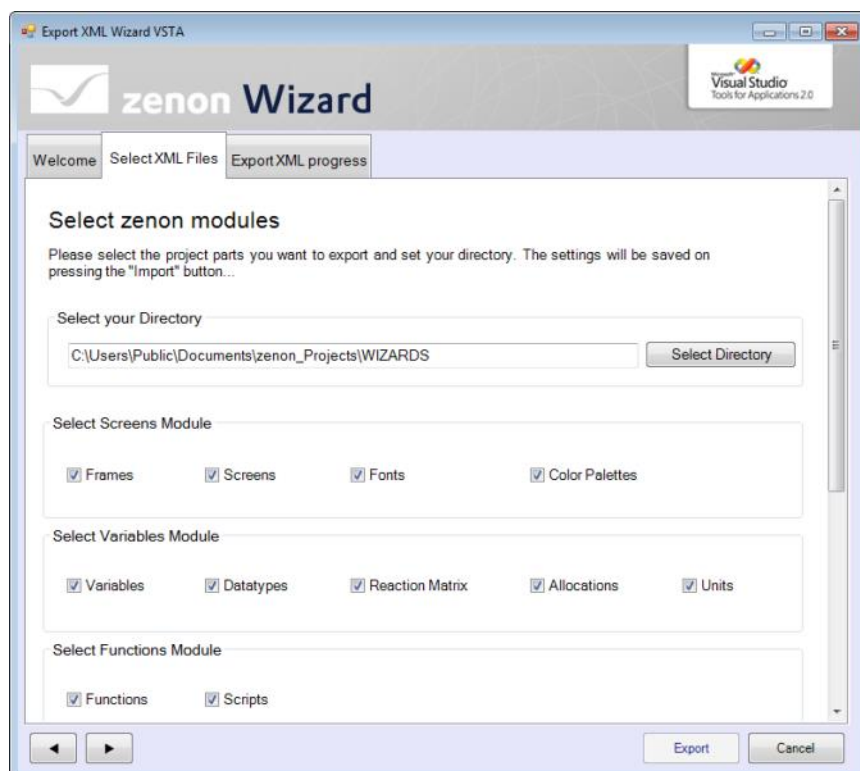 Export XML Wizard VSTA
zenon Wizard
Microsoft
Visual Studio
Tools for Applications 2.0
Welcome
Select XML Files
Export XML progress
Select zenon modules
Please select the project parts you want to export and set your directory. The settings will be saved on
pressing the "Import" button...
Select your Directory
C:\Users\Public\Documents\zenon_Projects\WIZARDS
Select Directory
Select Screens Module
Frames
Screens
Fonts
Color Palettes
Select Variables Module
Variables
Datatypes
Reaction Matrix
Allocations
Units
Select Functions Module
Functions
Scripts
Export
Cancel